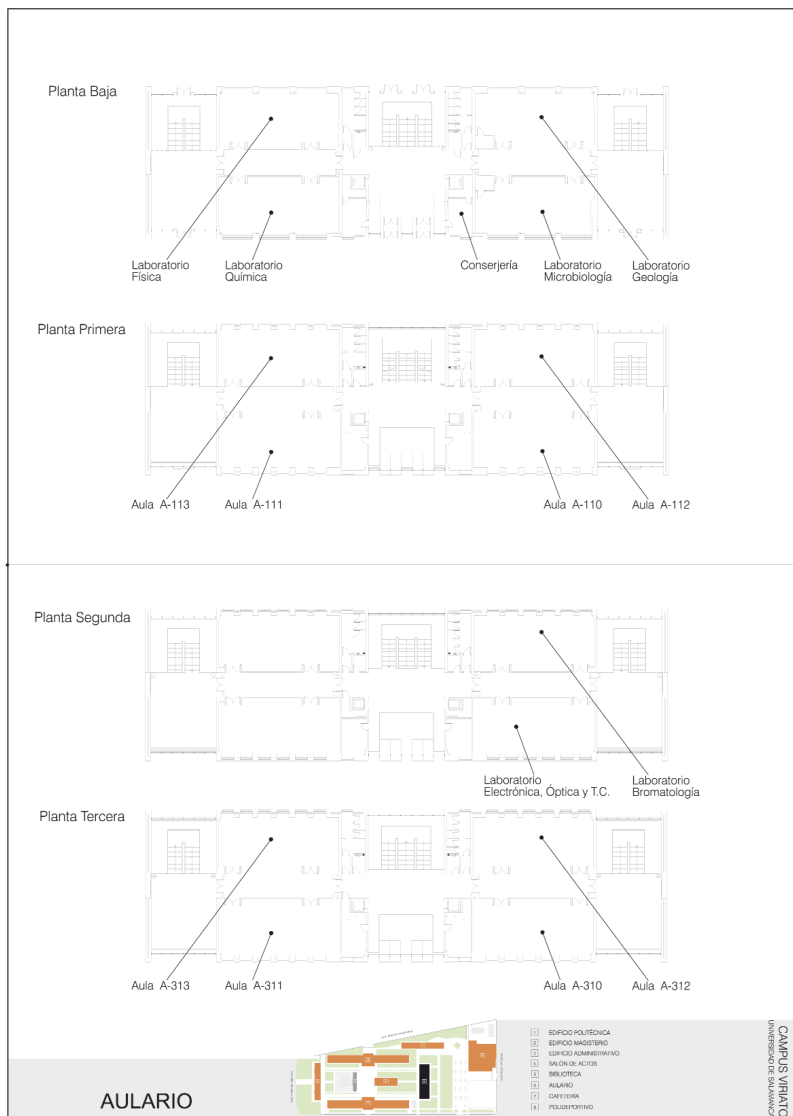 Planta Baja
Laboratorio
Física
Laboratorio
Química
Conserjería
Laboratorio
Microbiología
Laboratorio
Geología
Planta Primera
Aula A-113
Aula A-111
Aula A-110
Aula A-112
Planta Segunda
Laboratorio
Electrónica, Óptica y T.C.
Laboratorio
Bromatología
Planta Tercera
Aula A-313
Aula A-311
Aula A-310
Aula A-312
AULARIO
1 EDIFICIO POLITÉCNICA
2 EDIFICIO MAGISTERIO
3 EDIFICIO ADMINISTRATIVO
4 SALÓN DE ACTOS
5 BIBLIOTECA
6 AULARIO
7 CAFETERÍA
8 POLIDEPORTIVO
CAMPUS VIRIATO
UNIVERSIDAD DE SALAMANCA